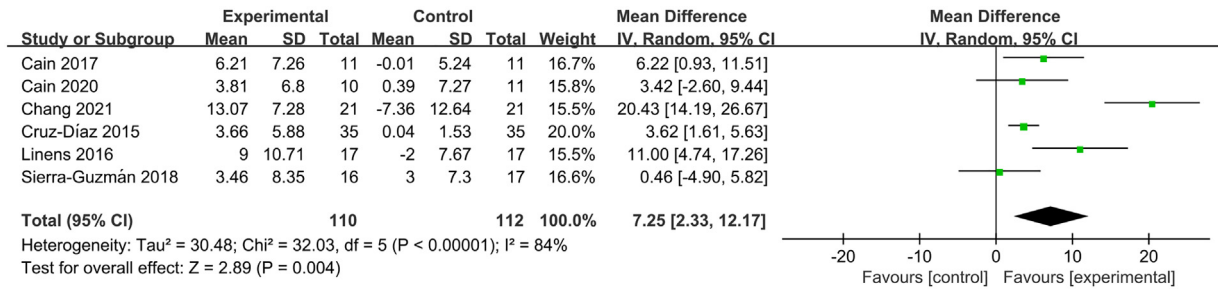 Experimental Control Mean Difference Mean Difference
Study or Subgroup Mean SD Total Mean SD Total Weight IV, Random, 95% CI IV, Random, 95% CI
Cain 2017 6.21 7.26 11 -0.01 5.24 11 16.7% 6.22 [0.93, 11.51]
Cain 2020 3.81 6.8 10 0.39 7.27 11 15.8% 3.42 [-2.60, 9.44]
Chang 2021 13.07 7.28 21 -7.36 12.64 21 15.5% 20.43 [14.19, 26.67]
Cruz-Díaz 2015 3.66 5.88 35 0.04 1.53 35 20.0% 3.62 [1.61, 5.63]
Linens 2016 9 10.71 17 -2 7.67 17 15.5% 11.00 [4.74, 17.26]
Sierra-Guzmán 2018 3.46 8.35 16 3 7.3 17 16.6% 0.46 [-4.90, 5.82]
Total (95% CI) 110 112 100.0% 7.25 [2.33, 12.17]
Heterogeneity: Tau² = 30.48; Chi² = 32.03, df = 5 (P < 0.00001); I² = 84%
Test for overall effect: Z = 2.89 (P = 0.004)
-20 -10 0 10 20
Favours [control] Favours [experimental]